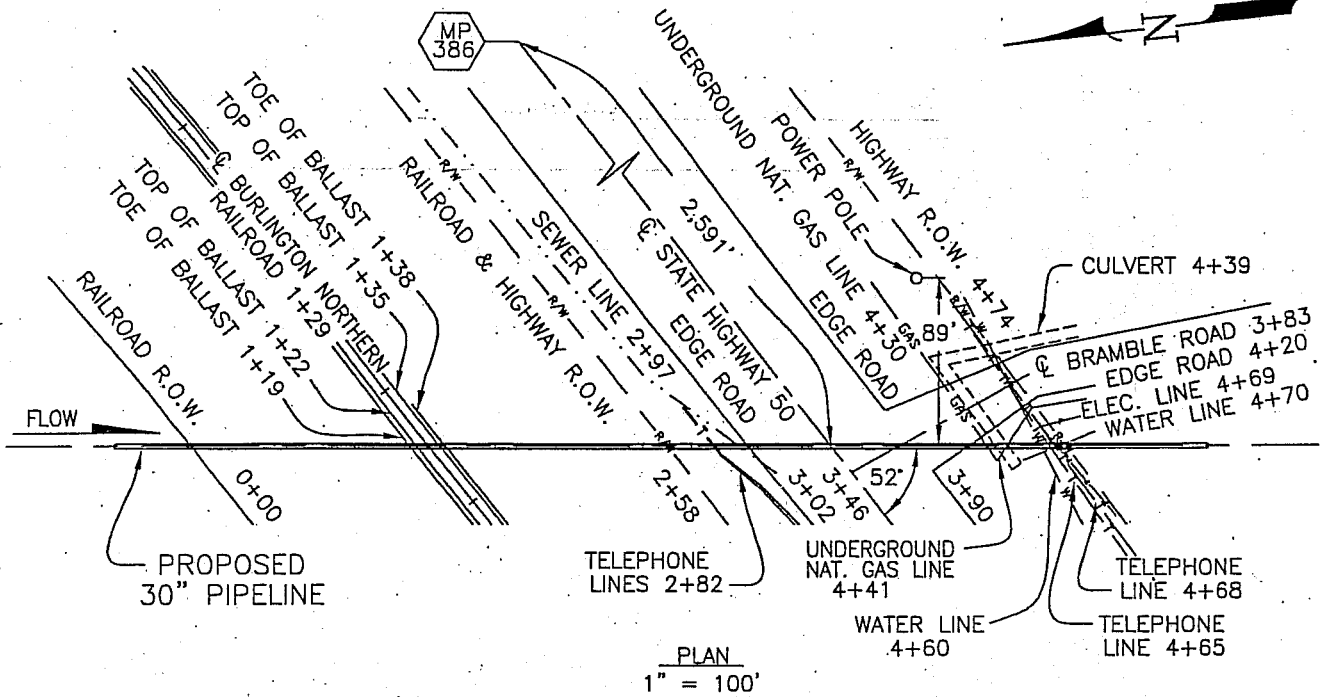 MP
386
N
TOE OF BALLAST 1+38
TOP OF BALLAST 1+35
℄ BURLINGTON NORTHERN
RAILROAD 1+29
TOP OF BALLAST 1+22
TOE OF BALLAST 1+19
RAILROAD R.O.W.
0+00
FLOW
PROPOSED
30" PIPELINE
RAILROAD & HIGHWAY R.O.W.
2+58
R/W
R/W
R/W
SEWER LINE 2+97
EDGE ROAD
3+02
℄ STATE HIGHWAY 50
3+46
2,591'
EDGE ROAD
3+90
52°
UNDERGROUND NAT. GAS LINE 4+30
GAS
GAS
POWER POLE
HIGHWAY R.O.W. 4+74
R/W
R/W
W
W
W
T
T
89'
CULVERT 4+39
℄ BRAMBLE ROAD 3+83
EDGE ROAD 4+20
ELEC. LINE 4+69
WATER LINE 4+70
TELEPHONE
LINES 2+82
UNDERGROUND
NAT. GAS LINE
4+41
WATER LINE
4+60
TELEPHONE
LINE 4+68
TELEPHONE
LINE 4+65
PLAN
1" = 100'